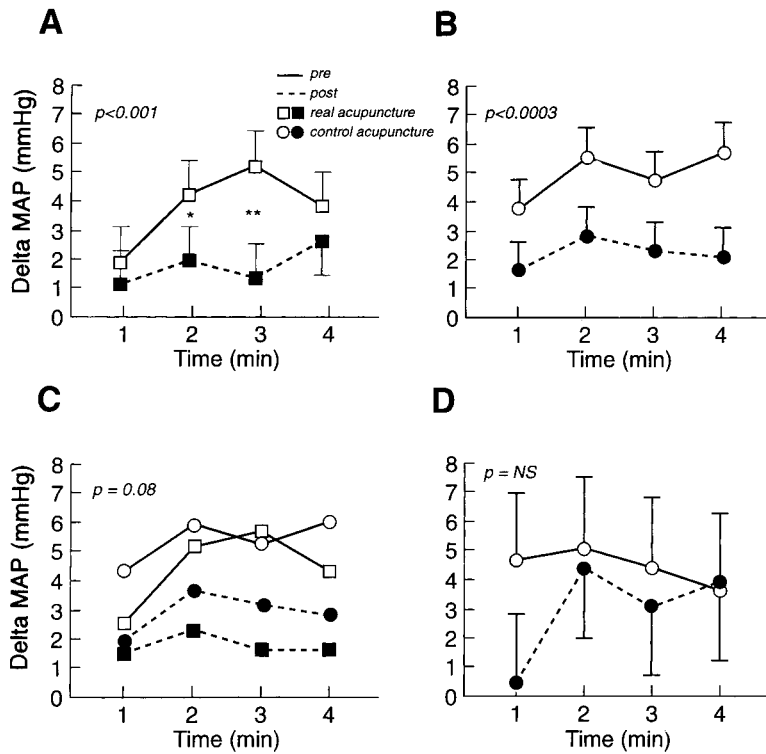 A
B
pre
post
real acupuncture
control acupuncture
p<0.001
p<0.0003
Delta MAP (mmHg)
8
7
6
5
4
3
2
1
0
*
**
1 2 3 4
Time (min)
8
7
6
5
4
3
2
1
0
1 2 3 4
Time (min)
C
D
p = 0.08
p = NS
Delta MAP (mmHg)
8
7
6
5
4
3
2
1
0
1 2 3 4
Time (min)
8
7
6
5
4
3
2
1
0
1 2 3 4
Time (min)